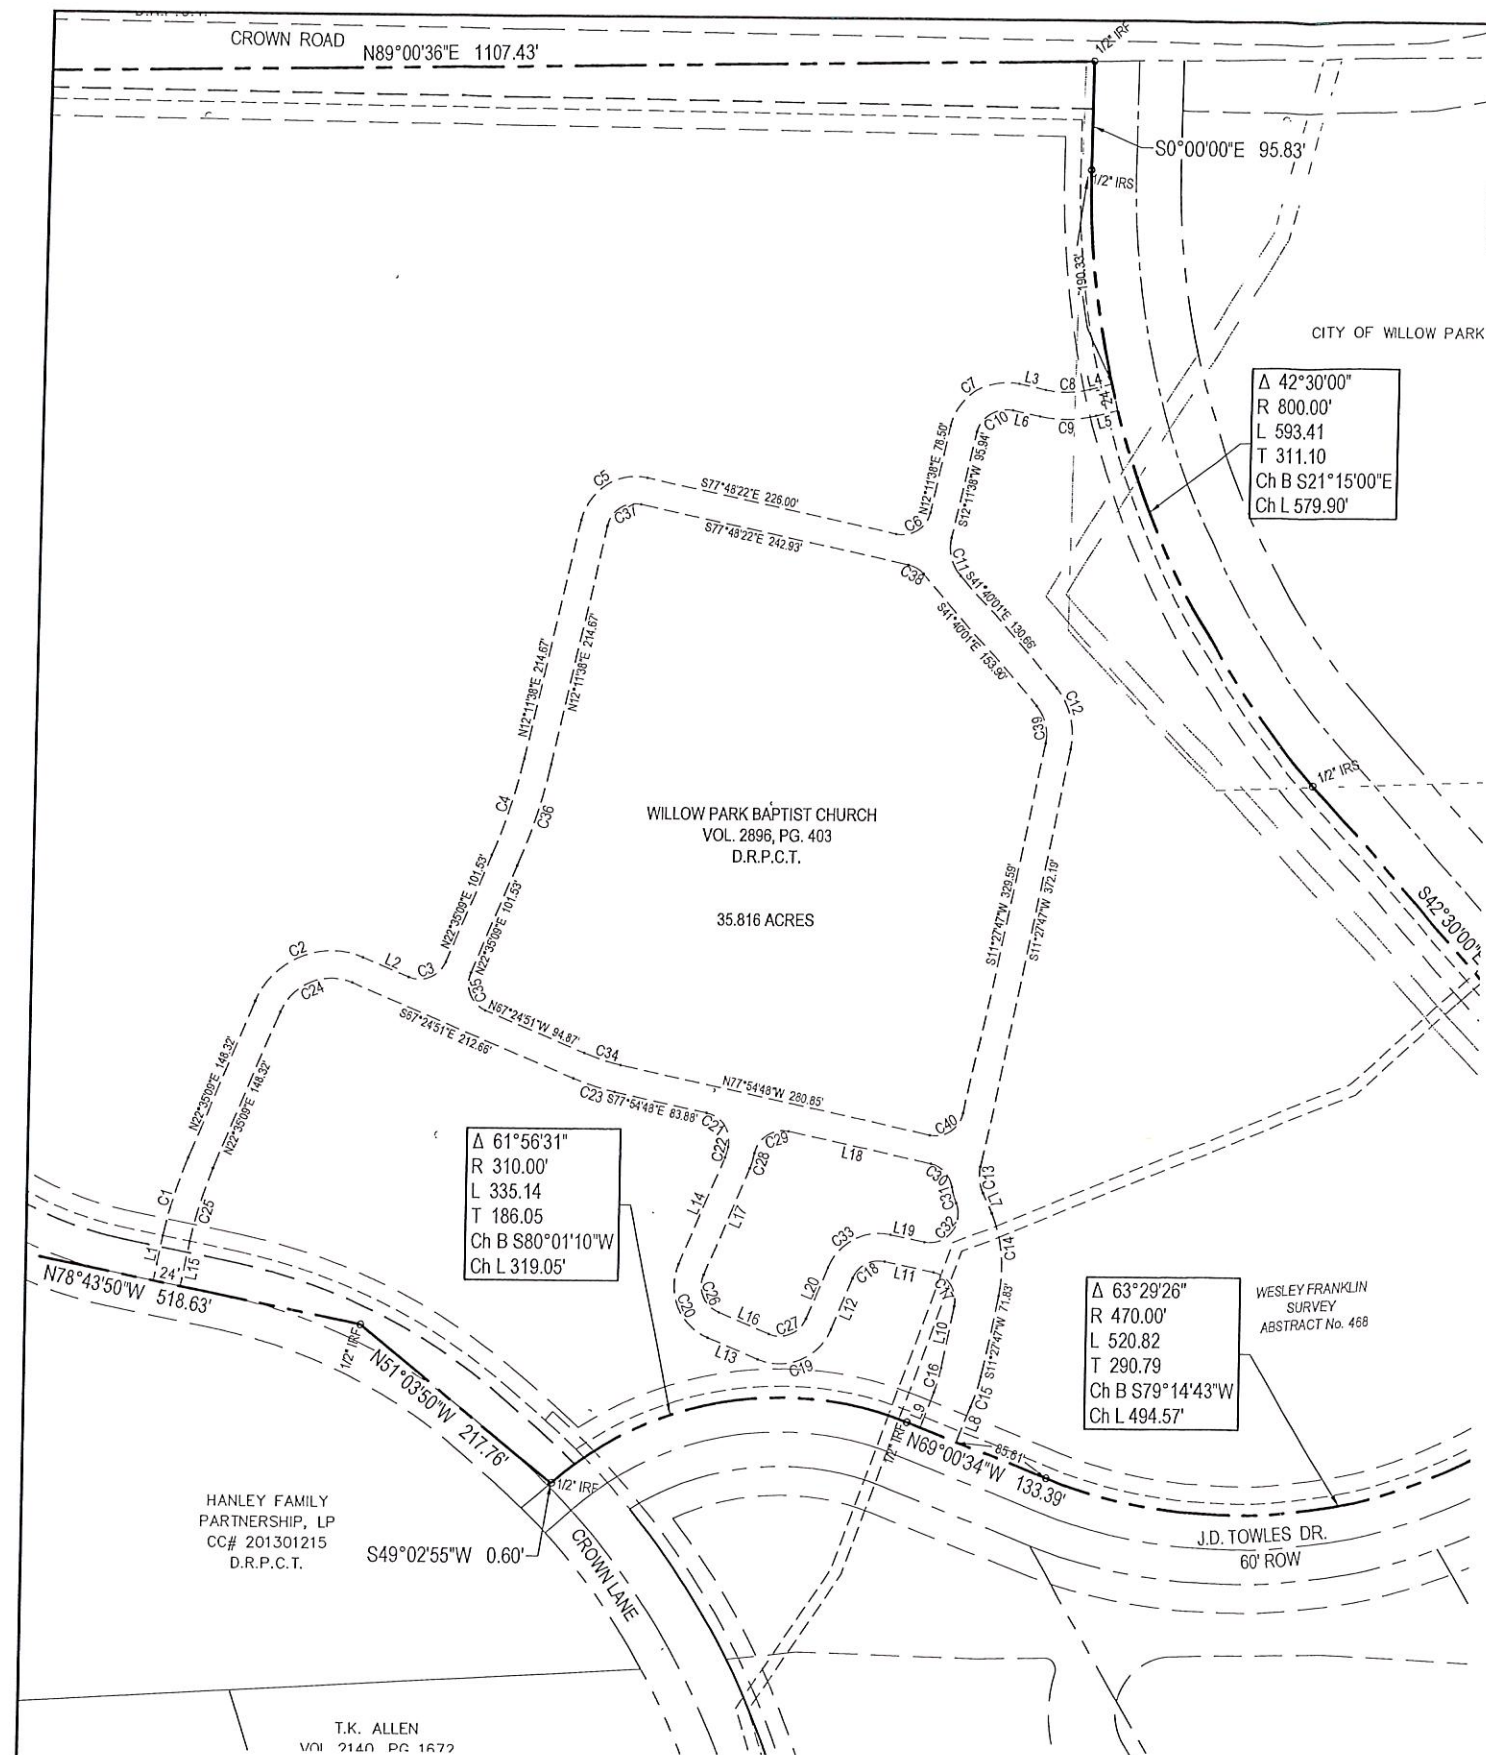 CROWN ROAD
N89°00'36"E 1107.43'
1/2" IRF
S0°00'00"E 95.83'
1/2" IRS
190.33'
CITY OF WILLOW PARK
Δ 42°30'00"
R 800.00'
L 593.41
T 311.10
Ch B S21°15'00"E
Ch L 579.90'
C7
L3
C8
L4
24'
C10
L6
C9
L5
N12°11'38"E 78.50'
S12°11'38"W 95.94'
C5
S77°48'22"E 226.00'
C6
C37
S77°48'22"E 242.93'
C38
C11
S41°40'01"E 130.66'
S41°40'01"E 153.90'
N12°11'38"E 214.67'
N12°11'38"E 214.67'
C12
C39
1/2" IRS
C4
C36
WILLOW PARK BAPTIST CHURCH
VOL. 2896, PG. 403
D.R.P.C.T.
35.816 ACRES
N22°35'09"E 101.53'
N22°35'09"E 101.53'
S11°27'47"W 329.59'
S11°27'47"W 372.19'
S42°30'00"E
C2
L2
C3
C24
C35
S67°24'51"E 212.66'
N67°24'51"W 94.87'
C34
N22°35'09"E 148.32'
N22°35'09"E 148.32'
C23
S77°54'48"E 83.88'
N77°54'48"W 280.85'
C21
C22
C29
C28
L18
C40
C30
C31
C32
C13
L7
C14
Δ 61°56'31"
R 310.00'
L 335.14
T 186.05
Ch B S80°01'10"W
Ch L 319.05'
C1
C25
L1
24'
L15
N78°43'50"W 518.63'
L14
L17
C33
L19
C18
L11
C17
L20
L12
L10
C20
C26
L16
C27
L13
C19
C16
L9
S11°27'47"W 71.83'
C15
L8
Δ 63°29'26"
R 470.00'
L 520.82
T 290.79
Ch B S79°14'43"W
Ch L 494.57'
WESLEY FRANKLIN
SURVEY
ABSTRACT No. 468
1/2" IRF
N51°03'50"W 217.76'
1/2" IRF
1/2" IRF
85.61'
N69°00'34"W 133.39'
HANLEY FAMILY
PARTNERSHIP, LP
CC# 201301215
D.R.P.C.T.
S49°02'55"W 0.60'
CROWN LANE
J.D. TOWLES DR.
60' ROW
T.K. ALLEN
VOL 2140 PG 1672